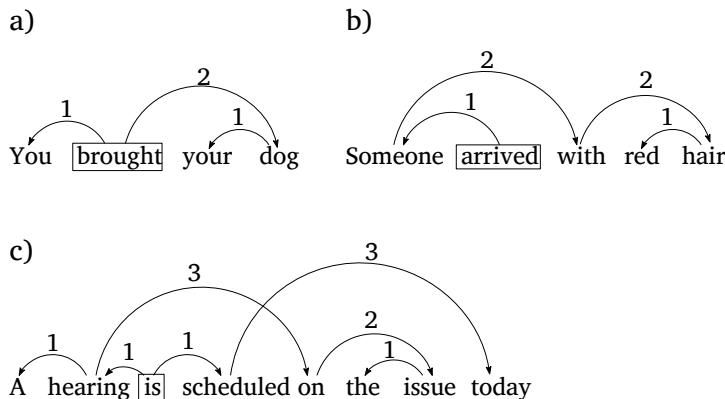 a)
b)
1 2 1
2 1 2 1
You brought your dog
Someone arrived with red hair
c)
1 3 1 1 3 2 1
A hearing is scheduled on the issue today